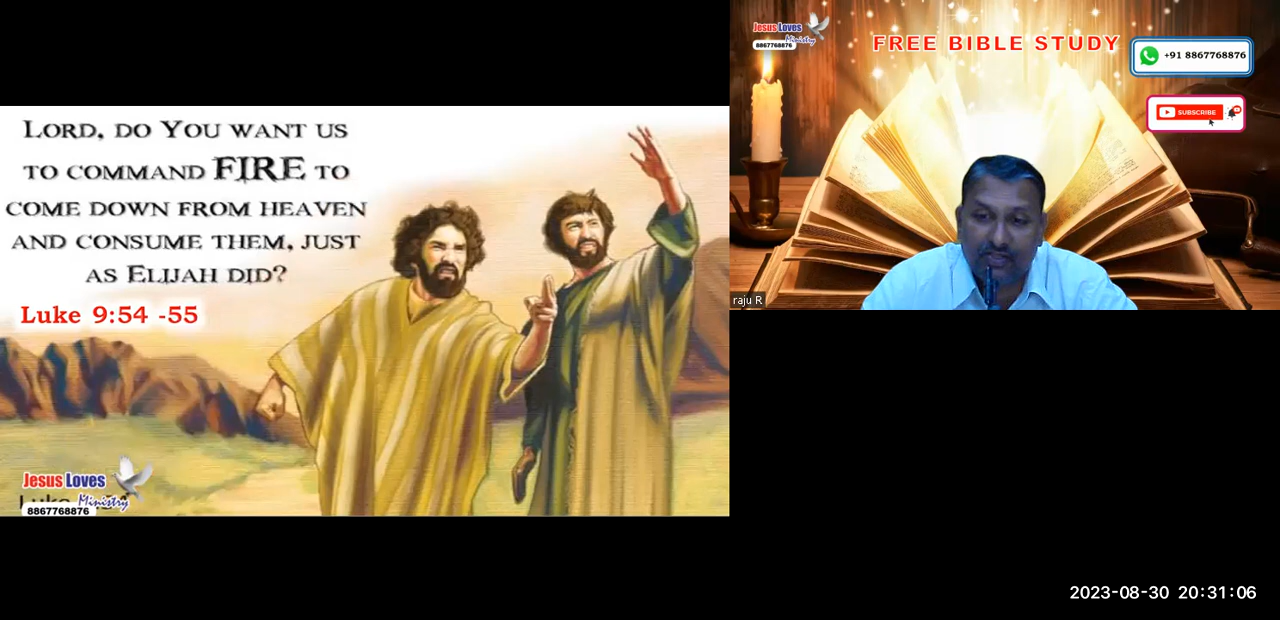 LORD, DO YOU WANT US
TO COMMAND FIRE TO
COME DOWN FROM HEAVEN
AND CONSUME THEM, JUST
AS ELIJAH DID?
Luke 9:54 -55
Jesus Loves
Ministry
8867768876
Jesus Loves
Ministry
8867768876
FREE BIBLE STUDY
+91 8867768876
SUBSCRIBE
raju R
2023-08-30 20:31:06